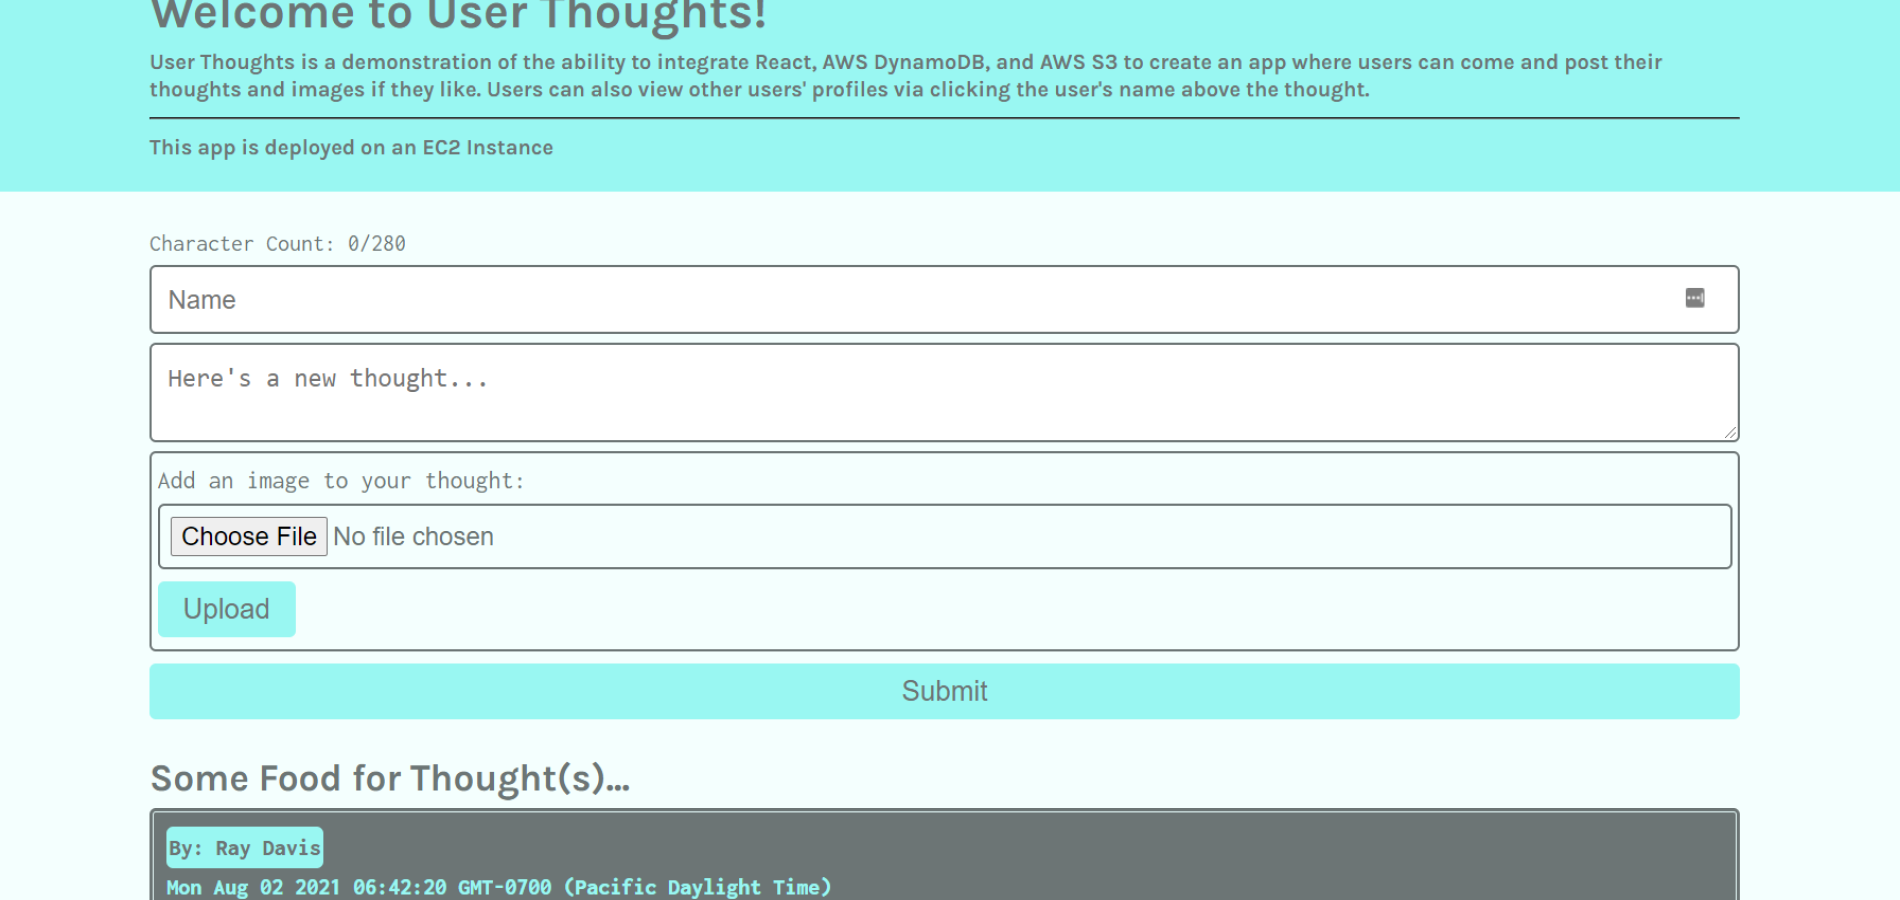 Welcome to User Thoughts!
User Thoughts is a demonstration of the ability to integrate React, AWS DynamoDB, and AWS S3 to create an app where users can come and post their
thoughts and images if they like. Users can also view other users' profiles via clicking the user's name above the thought.
This app is deployed on an EC2 Instance
Character Count: 0/280
Name
Here's a new thought...
Add an image to your thought:
Choose File No file chosen
Upload
Submit
Some Food for Thought(s)...
By: Ray Davis
Mon Aug 02 2021 06:42:20 GMT-0700 (Pacific Daylight Time)